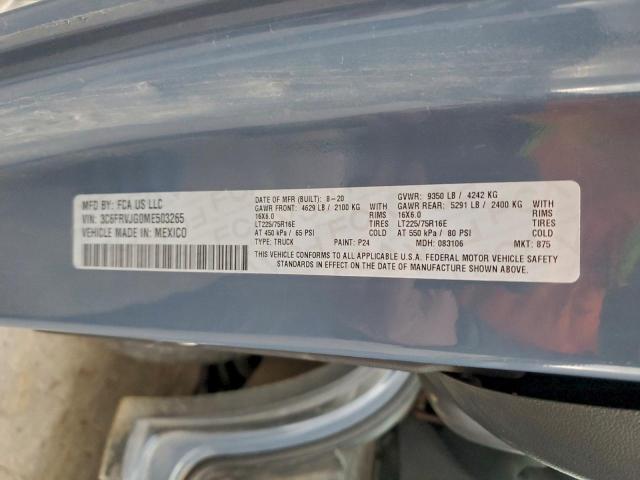 MFD BY: FCA US LLC
VIN: 3C6FRVJG0ME503265
VEHICLE MADE IN: MEXICO
DATE OF MFR (BUILT): 8-20 GVWR: 9350 LB / 4242 KG
GAWR FRONT: 4629 LB / 2100 KG WITH GAWR REAR: 5291 LB / 2400 KG WITH
16X6.0 RIMS 16X6.0 RIMS
LT225/75R16E TIRES LT225/75R16E TIRES
AT 450 kPa / 65 PSI COLD AT 550 kPa / 80 PSI COLD
TYPE: TRUCK PAINT: P24 MDH: 083106 MKT: 875
THIS VEHICLE CONFORMS TO ALL APPLICABLE U.S.A. FEDERAL MOTOR VEHICLE SAFETY
STANDARDS IN EFFECT ON THE DATE OF MANUFACTURE SHOWN ABOVE.